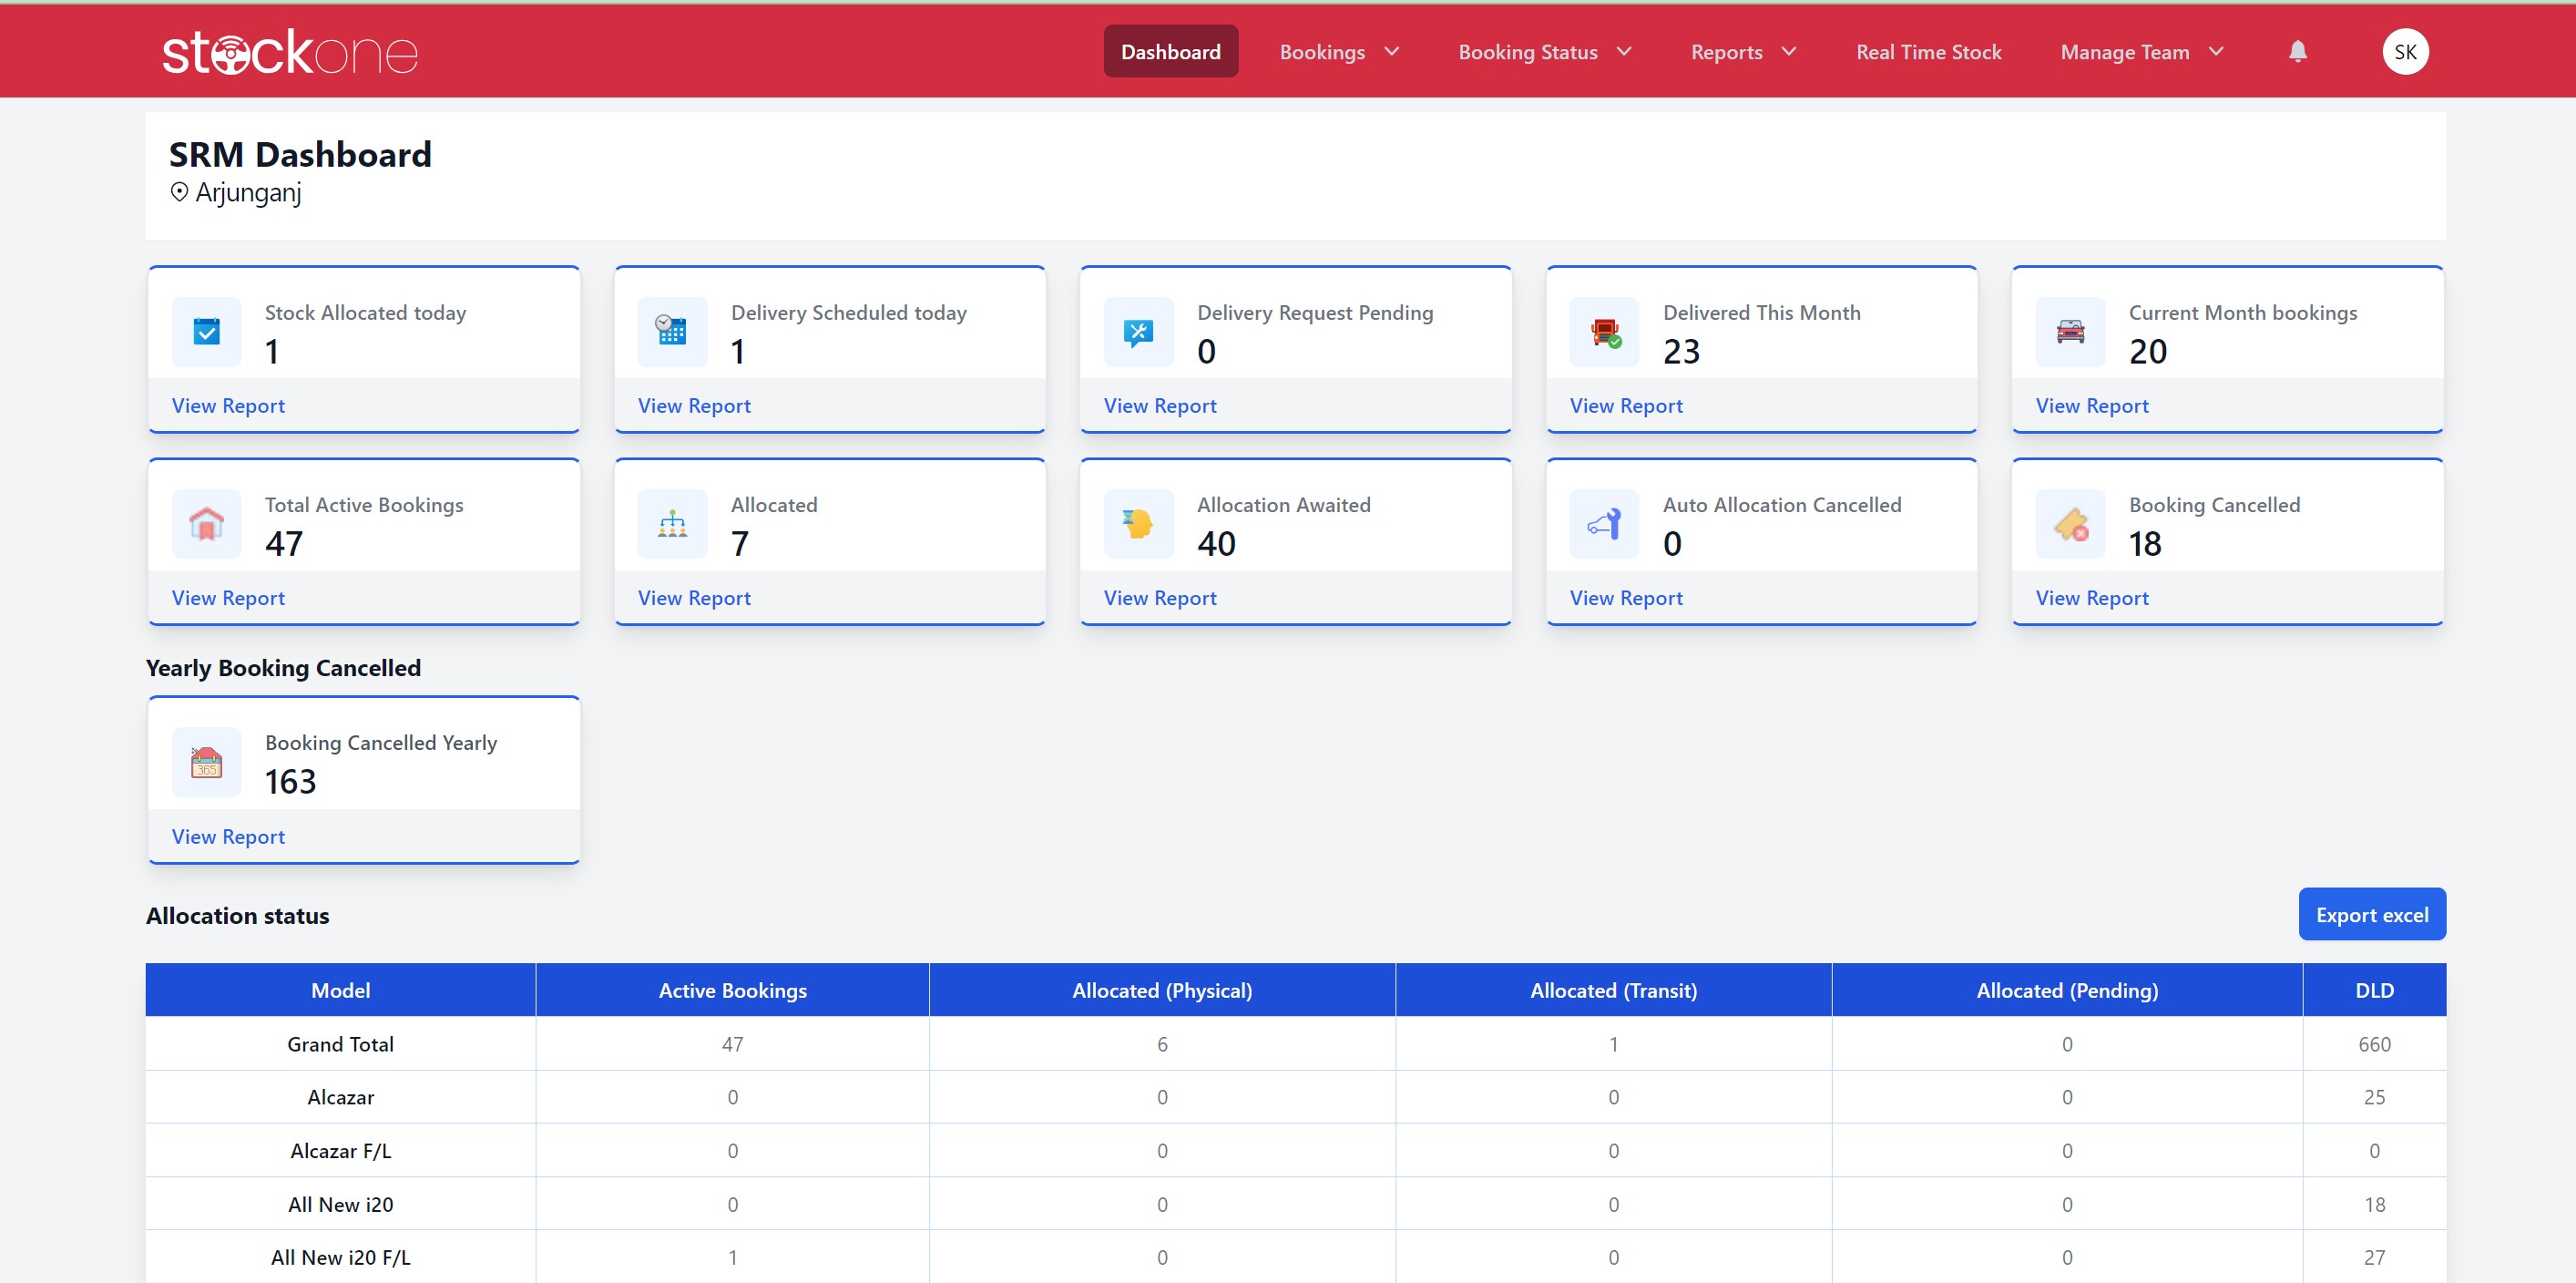 stockone
Dashboard Bookings Booking Status Reports Real Time Stock Manage Team SK
SRM Dashboard
Arjunganj
Stock Allocated today
1
View Report
Delivery Scheduled today
1
View Report
Delivery Request Pending
0
View Report
Delivered This Month
23
View Report
Current Month bookings
20
View Report
Total Active Bookings
47
View Report
Allocated
7
View Report
Allocation Awaited
40
View Report
Auto Allocation Cancelled
0
View Report
Booking Cancelled
18
View Report
Yearly Booking Cancelled
365
Booking Cancelled Yearly
163
View Report
Allocation status
Export excel
Model Active Bookings Allocated (Physical) Allocated (Transit) Allocated (Pending) DLD
Grand Total 47 6 1 0 660
Alcazar 0 0 0 0 25
Alcazar F/L 0 0 0 0 0
All New i20 0 0 0 0 18
All New i20 F/L 1 0 0 0 27